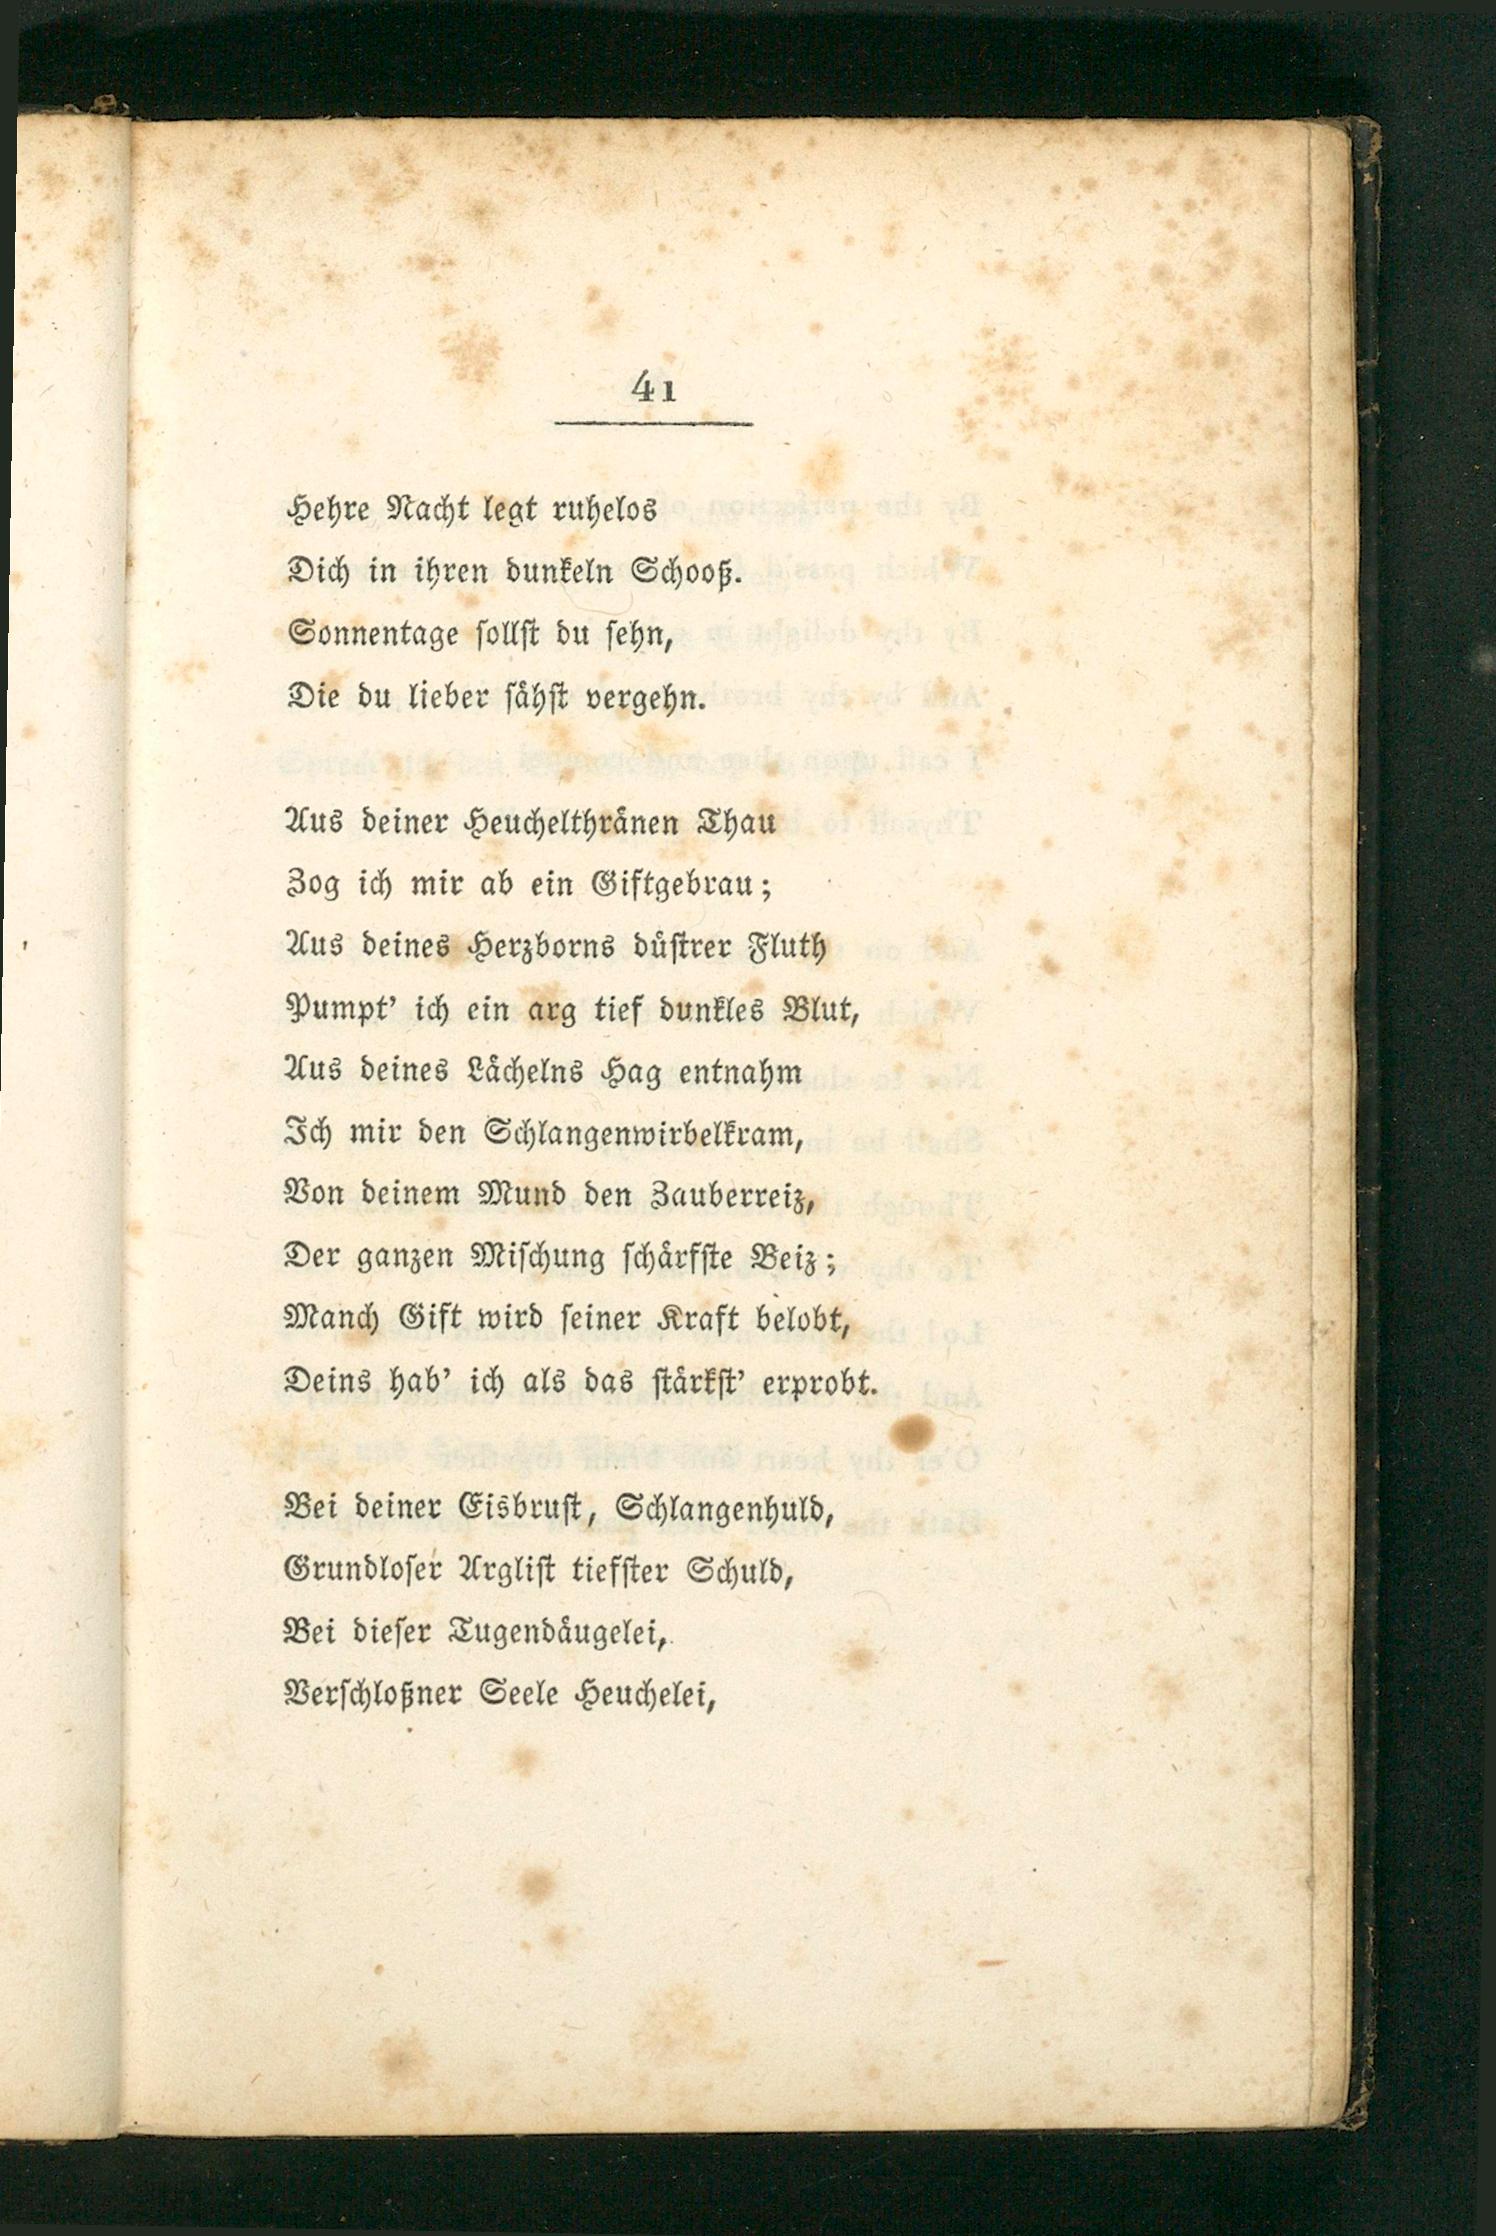 41
Hehre Nacht legt ruhelos
Dich in ihren dunkeln Schooß.
Sonnentage sollst du sehn,
Die du lieber sähst vergehn.
Aus deiner Heuchelthränen Thau
Zog ich mir ab ein Giftgebrau;
Aus deines Herzborns düstrer Fluth
Pumpt' ich ein arg tief dunkles Blut,
Aus deines Lächelns Hag entnahm
Ich mir den Schlangenwirbelkram,
Von deinem Mund den Zauberreiz,
Der ganzen Mischung schärfste Beiz;
Manch Gift wird seiner Kraft belobt,
Deins hab' ich als das stärkst' erprobt.
Bei deiner Eisbrust, Schlangenhuld,
Grundloser Arglist tiefster Schuld,
Bei dieser Tugendäugelei,
Verschloßner Seele Heuchelei,